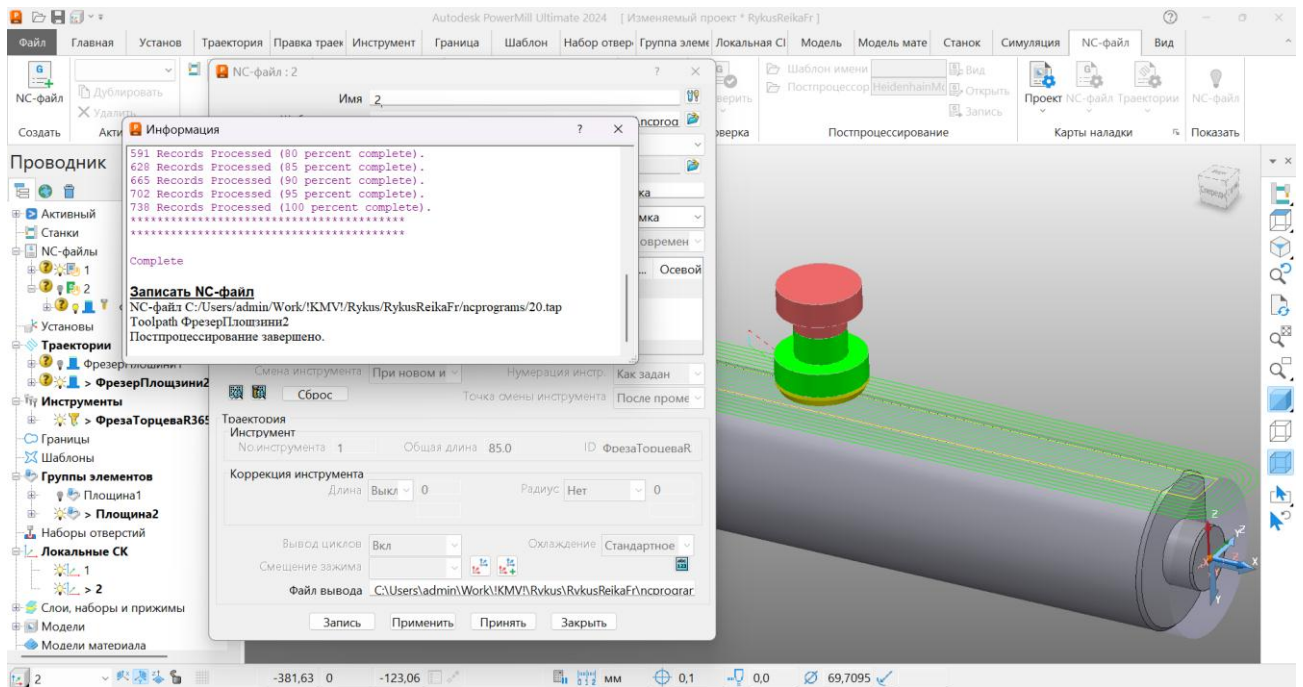 Autodesk PowerMill Ultimate 2024 [ Изменяемый проект * RykusReikaFr ]
Файл Главная Установ Траектория Правка траек Инструмент Граница Шаблон Набор отвер Группа элеме Локальная СІ Модель Модель мате Станок Симуляция NC-файл Вид
NC-файл
Дублировать
Удалить
Создать
Акти
Шаблон имени
Постпроцессор HeidenhainMc
Вид
Открыть
Запись
Постпроцессирование
оверка
Проект NC-файл Траектории
Карты наладки
NC-файл
Показать
NC-файл : 2
Имя 2
Информация
591 Records Processed (80 percent complete).
628 Records Processed (85 percent complete).
665 Records Processed (90 percent complete).
702 Records Processed (95 percent complete).
738 Records Processed (100 percent complete).
*****************************************
*****************************************
Complete
Записать NC-файл
NC-файл C:/Users/admin/Work/!KMV!/Rykus/RykusReikaFr/ncprograms/20.tap
Toolpath ФрезерПлощзини2
Постпроцессирование завершено.
... Осевой
Смена инструмента При новом и
Нумерация инстр. Как задан
Сброс
Точка смены инструмента После проме
Траектория
Инструмент
No.инструмента 1 Общая длина 85.0 ID ФрезаТорцеваR
Коррекция инструмента
Длина Выкл 0 Радиус Нет 0
Вывод циклов Вкл Охлаждение Стандартное
Смещение зажима
Файл вывода C:\Users\admin\Work\!KMV!\Rykus\RykusReikaFr\ncprograr
Запись Применить Принять Закрыть
Проводник
Активный
Станки
NC-файлы
1
2
Установы
Траектории
> ФрезерПлощзини2
Инструменты
> ФрезаТорцеваR365
Границы
Шаблоны
Группы элементов
Площина1
> Площина2
Наборы отверстий
Локальные СК
1
> 2
Слои, наборы и прижимы
Модели
Модели материала
Спереди
Z
Y
X
2 -381,63 0 -123,06 мм 0,1 0,0 69,7095